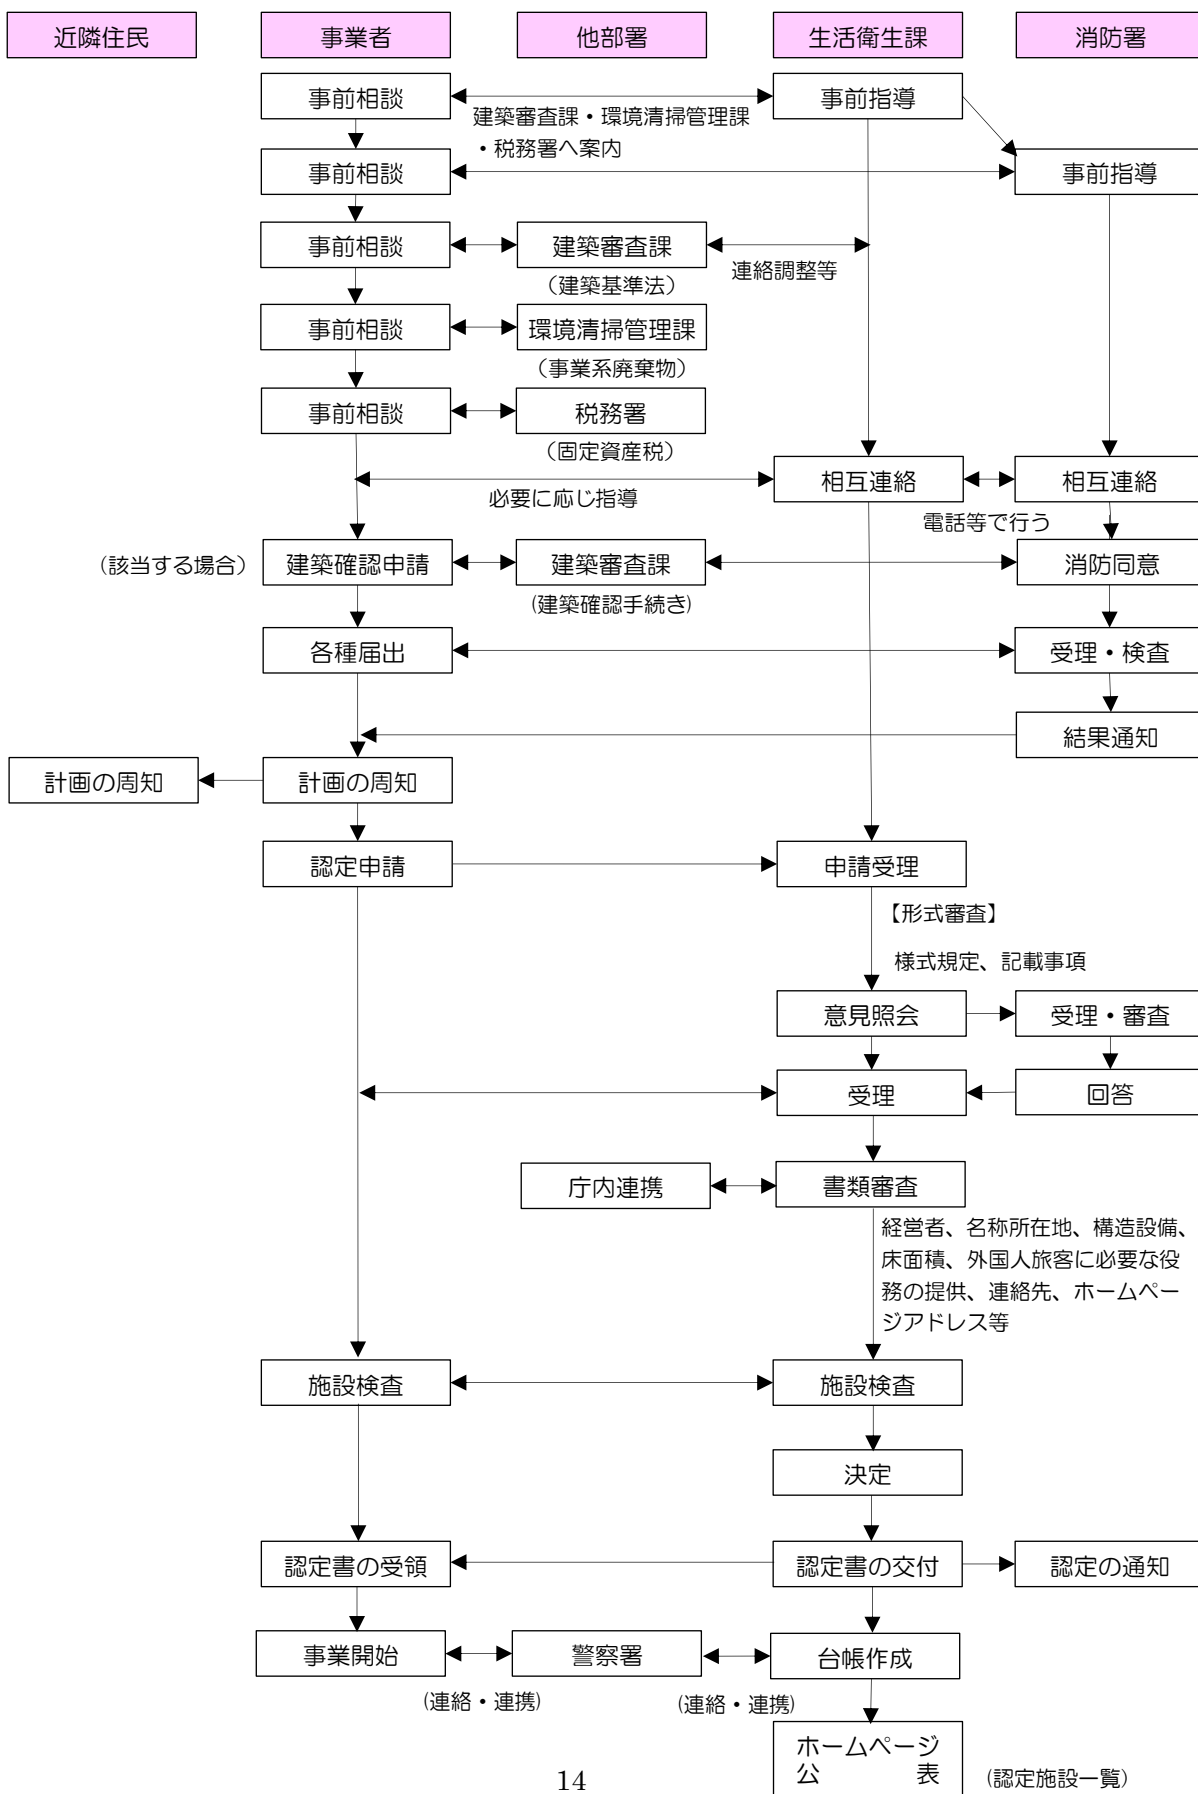 近隣住民
事業者
他部署
生活衛生課
消防署
事前相談
事前指導
建築審査課・環境清掃管理課
・税務署へ案内
事前相談
事前指導
事前相談
建築審査課
連絡調整等
（建築基準法）
事前相談
環境清掃管理課
（事業系廃棄物）
事前相談
税務署
（固定資産税）
相互連絡
相互連絡
必要に応じ指導
電話等で行う
（該当する場合）
建築確認申請
建築審査課
消防同意
(建築確認手続き)
各種届出
受理・検査
結果通知
計画の周知
計画の周知
認定申請
申請受理
【形式審査】
様式規定、記載事項
意見照会
受理・審査
受理
回答
庁内連携
書類審査
経営者、名称所在地、構造設備、
床面積、外国人旅客に必要な役
務の提供、連絡先、ホームペー
ジアドレス等
施設検査
施設検査
決定
認定書の受領
認定書の交付
認定の通知
事業開始
警察署
台帳作成
(連絡・連携)
(連絡・連携)
ホームページ
公　　　　表
(認定施設一覧)
14